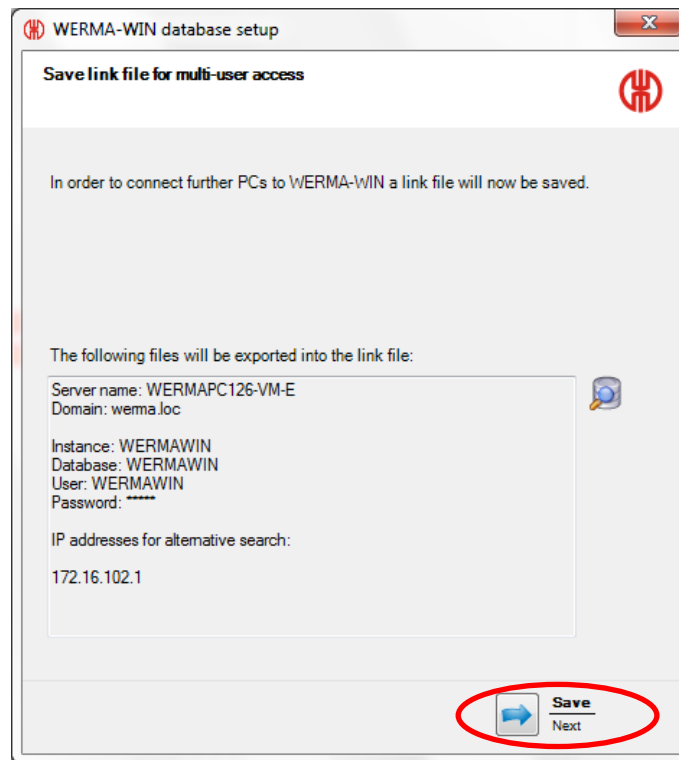 WERMA-WIN database setup
Save link file for multi-user access
In order to connect further PCs to WERMA-WIN a link file will now be saved.
The following files will be exported into the link file:
Server name: WERMAPC126-VM-E
Domain: werma.loc
Instance: WERMAWIN
Database: WERMAWIN
User: WERMAWIN
Password: *****
IP addresses for alternative search:
172.16.102.1
Save
Next